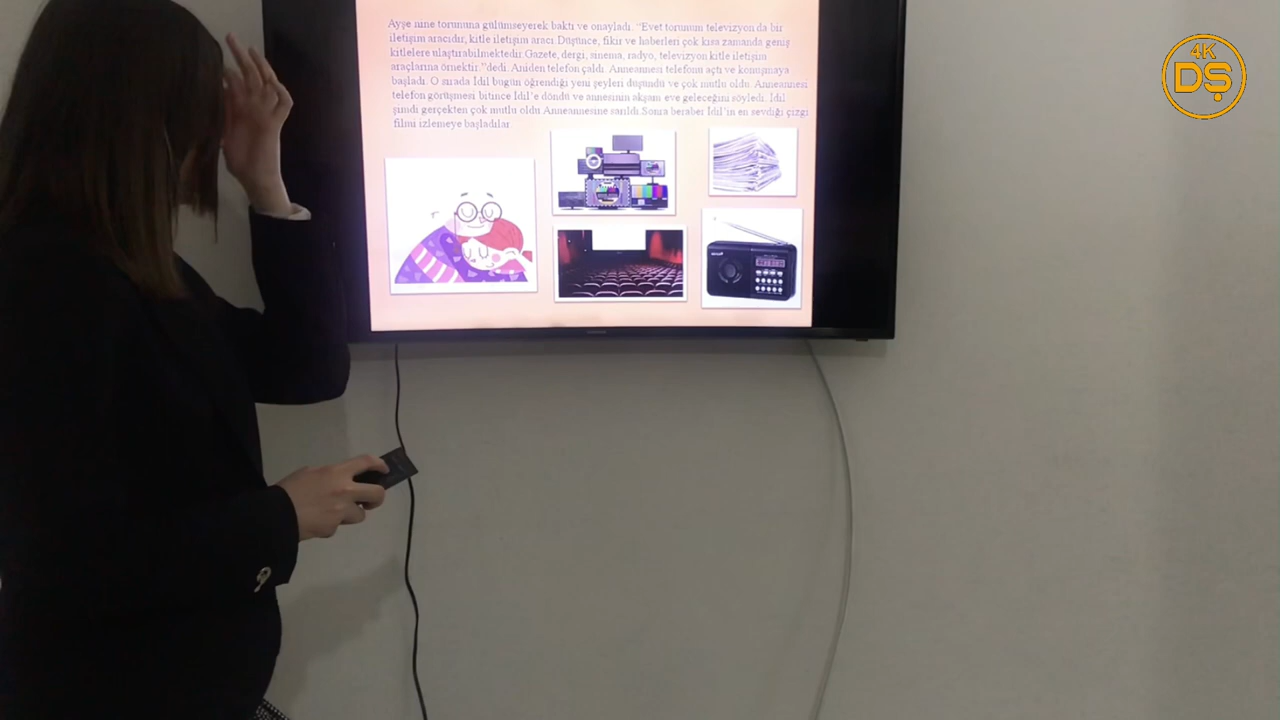 Ayşe nine torununa gülümseyerek baktı ve onayladı. “Evet torunum televizyon da bir
iletişim aracıdır, kitle iletişim aracı.Düşünce, fikir ve haberleri çok kısa zamanda geniş
kitlelere ulaştırabilmektedir.Gazete, dergi, sinema, radyo, televizyon kitle iletişim
araçlarına örnektir.”dedi. Aniden telefon çaldı. Anneannesi telefonu açtı ve konuşmaya
başladı. O sırada İdil bugün öğrendiği yeni şeyleri düşündü ve çok mutlu oldu. Anneannesi
telefon görüşmesi bitince İdil’e döndü ve annesinin akşam eve geleceğini söyledi. İdil
şimdi gerçekten çok mutlu oldu.Anneannesine sarıldı.Sonra beraber İdil’in en sevdiği çizgi
filmi izlemeye başladılar.
4K
DŞ